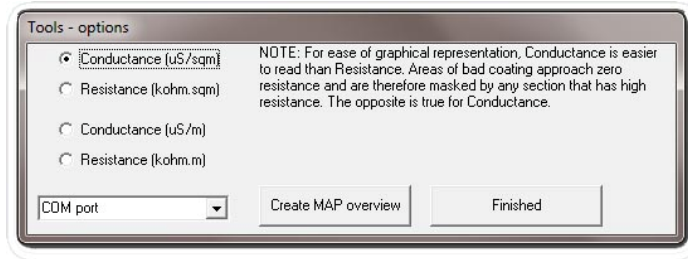 Tools - options
Conductance (uS/sqm)
Resistance (kohm.sqm)
Conductance (uS/m)
Resistance (kohm.m)
NOTE: For ease of graphical representation, Conductance is easier
to read than Resistance. Areas of bad coating approach zero
resistance and are therefore masked by any section that has high
resistance. The opposite is true for Conductance.
COM port
Create MAP overview
Finished